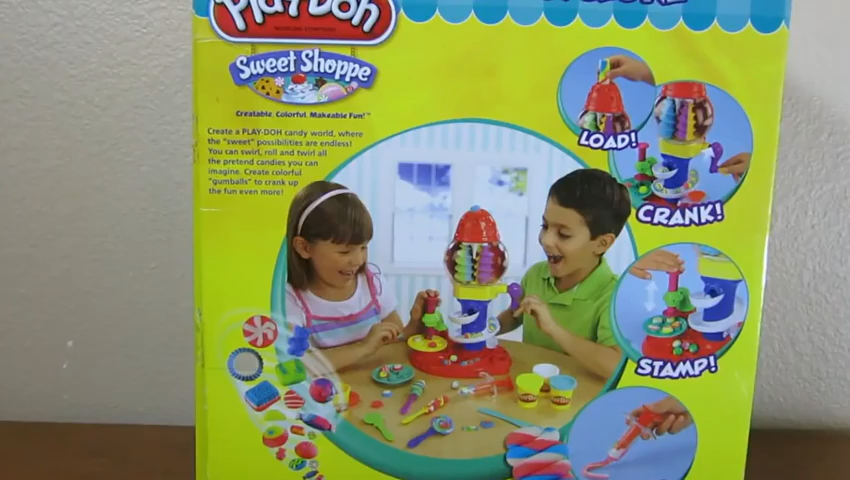 PLAY-DOH
Sweet Shoppe
Creatable, Colorful, Makeable Fun!™
Create a PLAY-DOH candy world, where
the "sweet" possibilities are endless!
You can swirl, roll and twirl all
the pretend candies you can
imagine. Create colorful
"gumballs" to crank up
the fun even more!
LOAD!
CRANK!
STAMP!